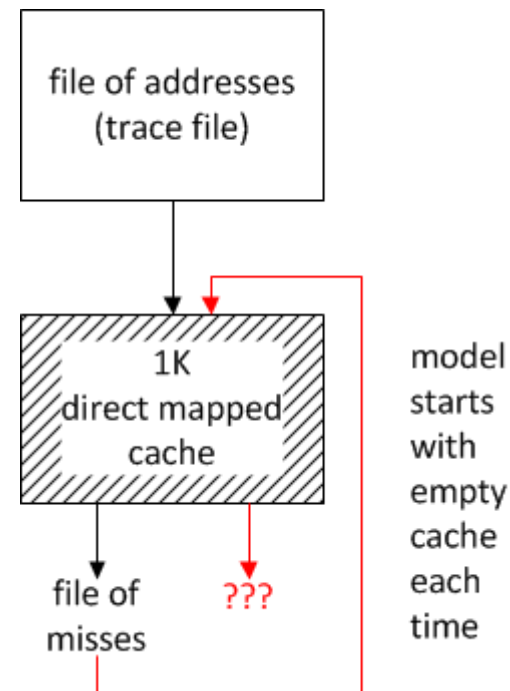 file of addresses
(trace file)
1K
direct mapped
cache
model
starts
with
empty
cache
each
time
file of
misses
???